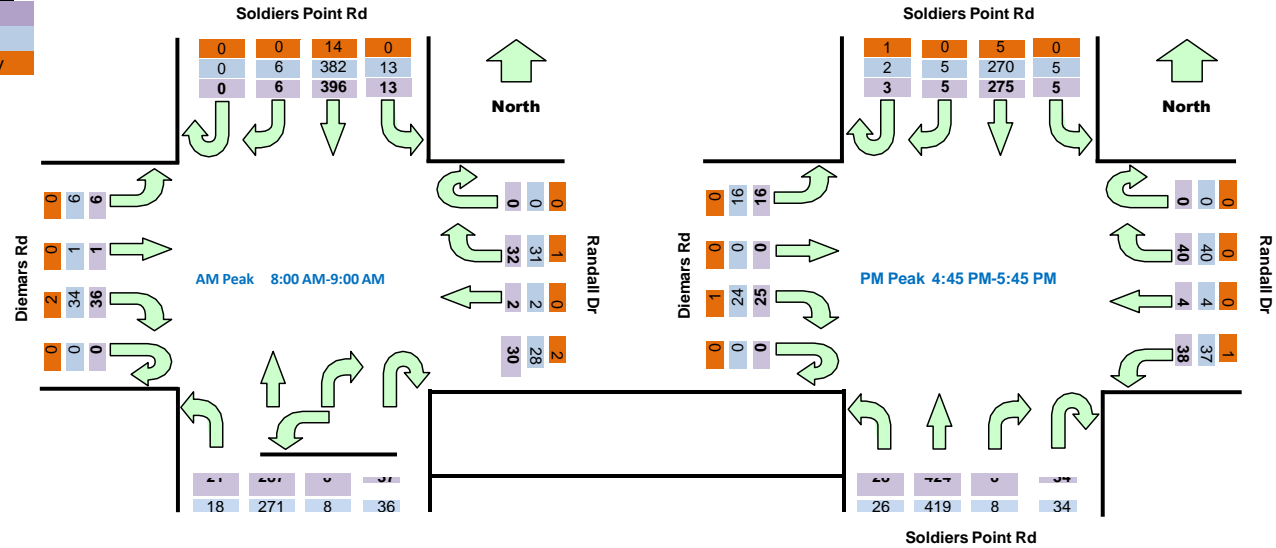 Soldiers Point Rd
0 0 14 0
0 6 382 13
0 6 396 13
North
Diemars Rd
0 9 9
0 1 1
2 34 36
0 0 0
AM Peak 8:00 AM-9:00 AM
0 0 0
32 31 1
2 2 0
30 28 2
Randall Dr
18 271 8 36
Soldiers Point Rd
1 0 5 0
2 5 270 5
3 5 275 5
North
Diemars Rd
0 16 16
0 0 0
1 24 25
0 0 0
PM Peak 4:45 PM-5:45 PM
0 0 0
40 40 0
4 4 0
38 37 1
Randall Dr
26 419 8 34
Soldiers Point Rd